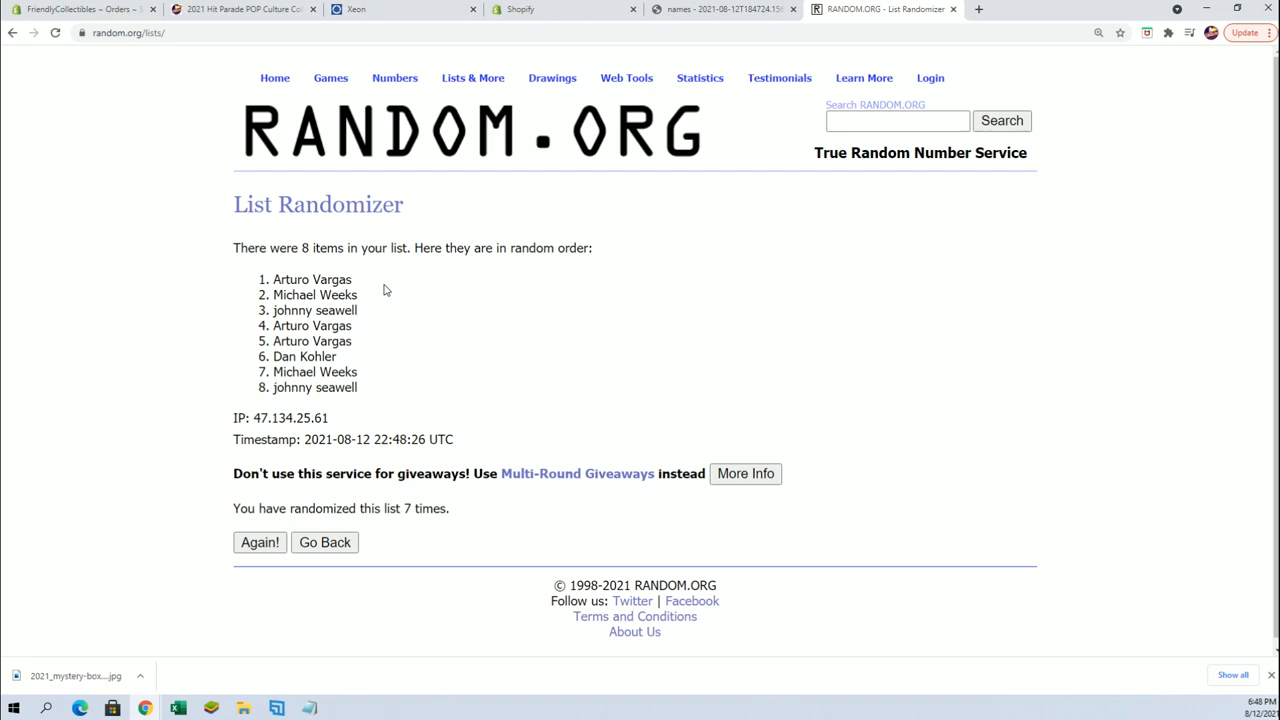 FriendlyCollectibles ~ Orders ~ S
2021 Hit Parade POP Culture Col
Xeon
Shopify
names - 2021-08-12T184724.15
RANDOM.ORG - List Randomizer
random.org/lists/
Update
Home Games Numbers Lists & More Drawings Web Tools Statistics Testimonials Learn More Login
RANDOM.ORG
Search RANDOM.ORG
Search
True Random Number Service
List Randomizer
There were 8 items in your list. Here they are in random order:
1. Arturo Vargas
2. Michael Weeks
3. johnny seawell
4. Arturo Vargas
5. Arturo Vargas
6. Dan Kohler
7. Michael Weeks
8. johnny seawell
IP: 47.134.25.61
Timestamp: 2021-08-12 22:48:26 UTC
Don't use this service for giveaways! Use Multi-Round Giveaways instead More Info
You have randomized this list 7 times.
Again! Go Back
© 1998-2021 RANDOM.ORG
Follow us: Twitter | Facebook
Terms and Conditions
About Us
2021_mystery-box....jpg
Show all
6:48 PM
8/12/2021